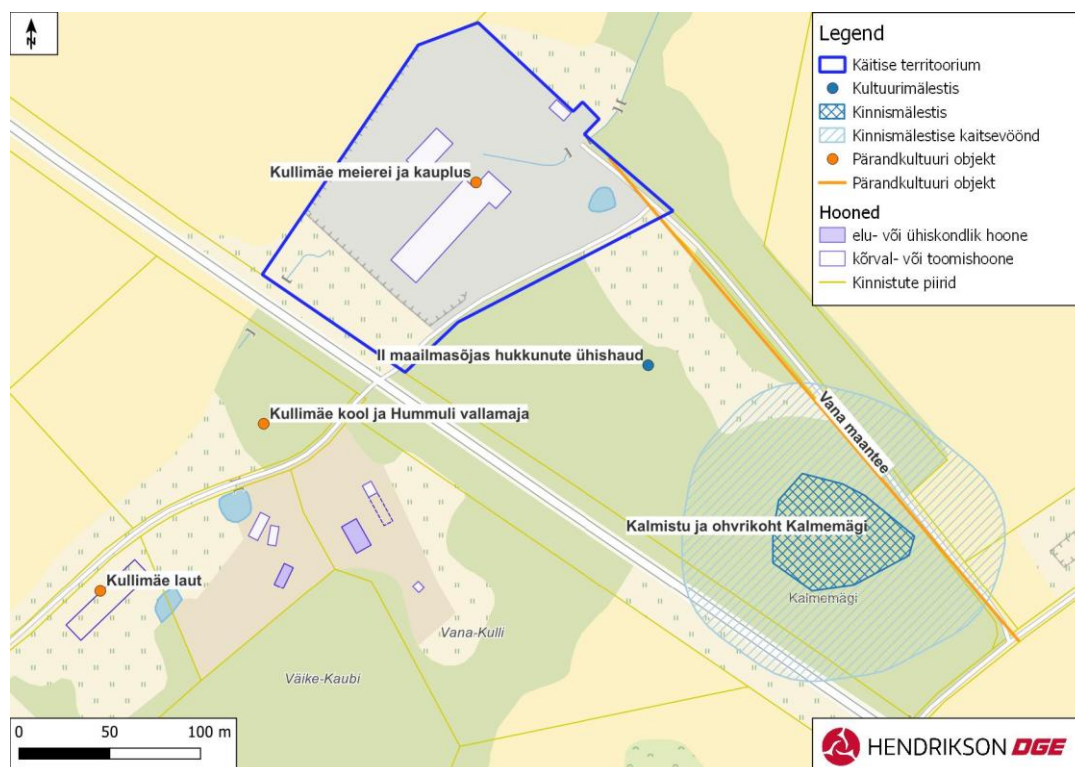 N
Legend
Käitise territoorium
Kultuurimälestis
Kinnismälestis
Kinnismälestise kaitsevöönd
Pärandkultuuri objekt
Pärandkultuuri objekt
Hooned
elu- või ühiskondlik hoone
kõrval- või toomishoone
Kinnistute piirid
Kullimäe meierei ja kauplus
II maailmasõjas hukkunute ühishaud
Kullimäe kool ja Hummuli vallamaja
Vana maantee
Kalmistu ja ohvrikoht Kalmemägi
Kullimäe laut
Kalmemägi
Vana-Kulli
Väike-Kaubi
0 50 100 m
HENDRIKSON DGE